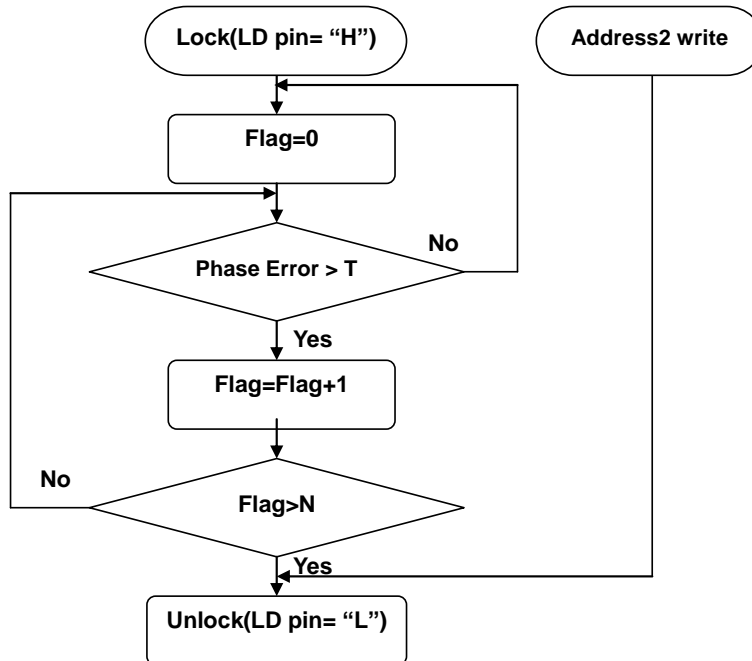 Lock(LD pin= “H”)
Address2 write
Flag=0
No
Phase Error > T
Yes
Flag=Flag+1
No
Flag>N
Yes
Unlock(LD pin= “L”)